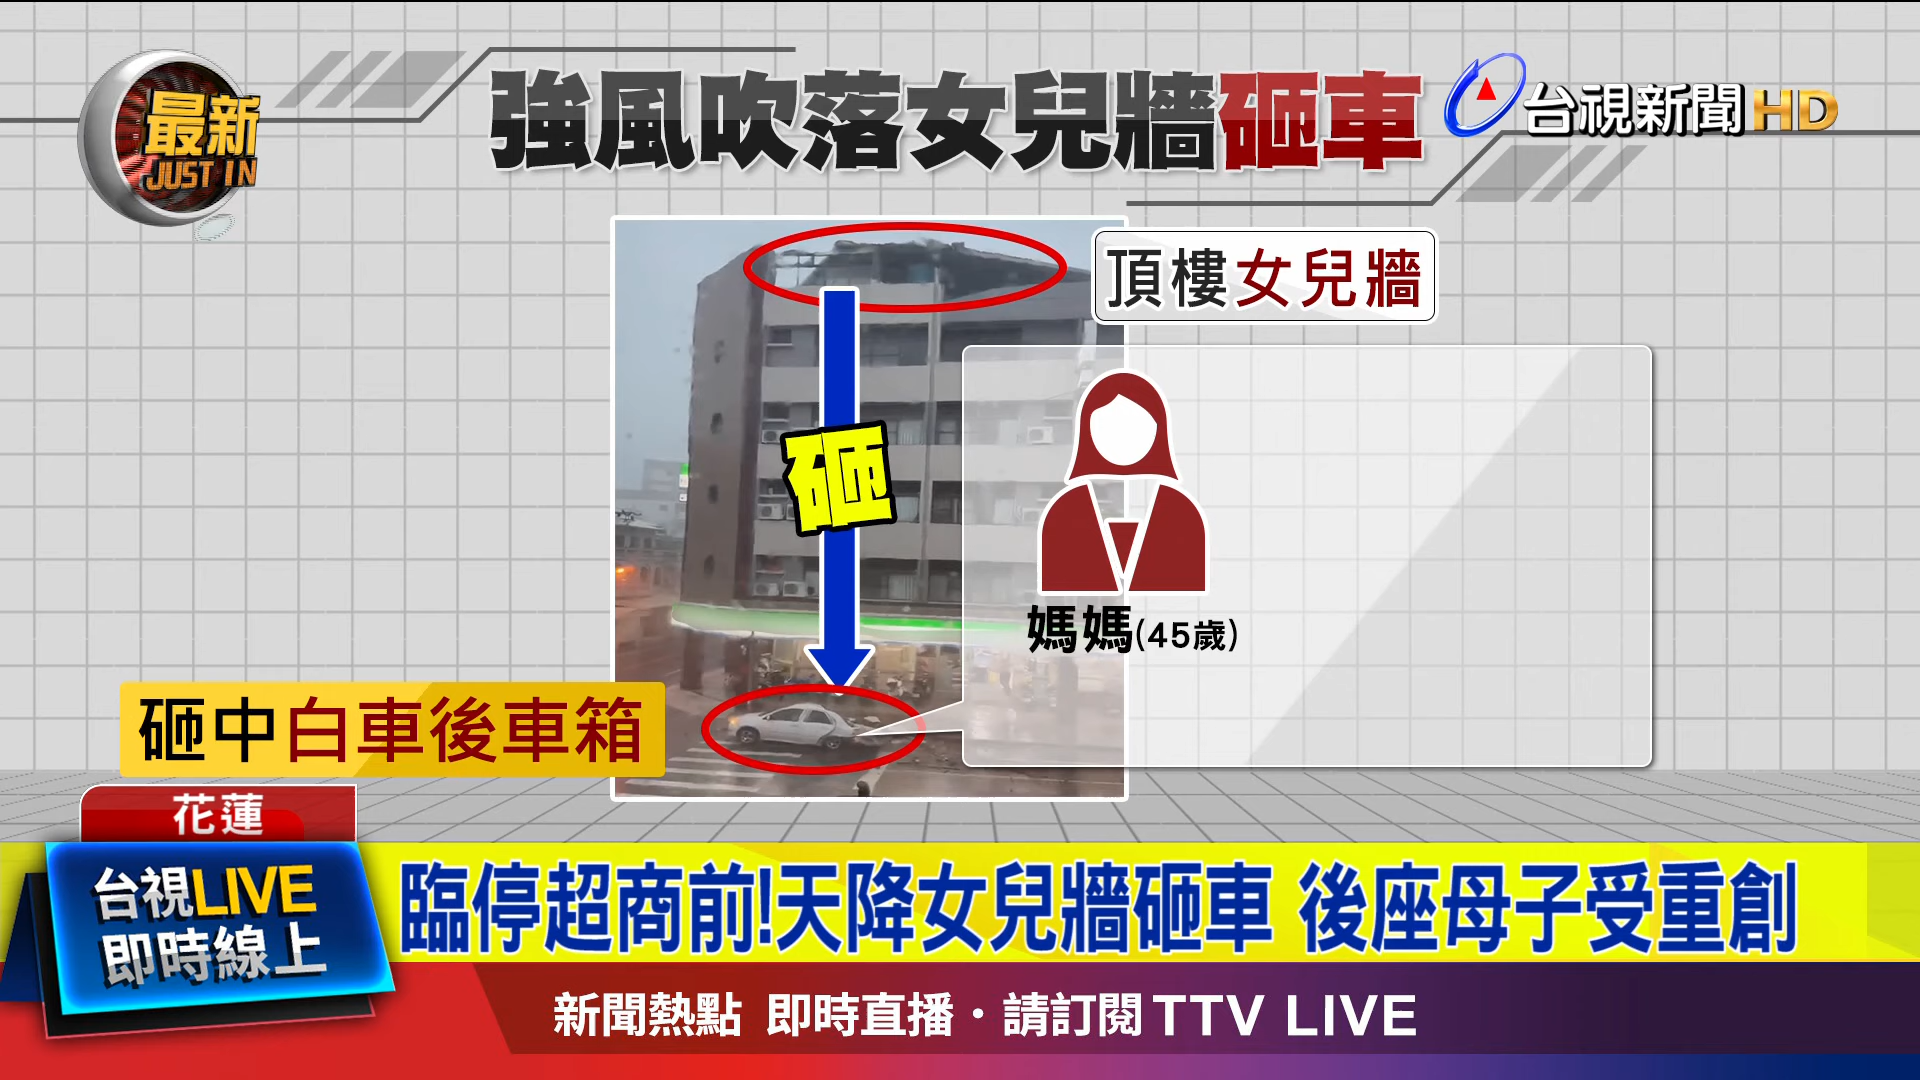 最新
JUST IN
強風吹落女兒牆砸車
台視新聞HD
頂樓女兒牆
砸
媽媽(45歲)
砸中白車後車箱
花蓮
台視LIVE
即時線上
臨停超商前!天降女兒牆砸車 後座母子受重創
新聞熱點 即時直播・請訂閱TTV LIVE